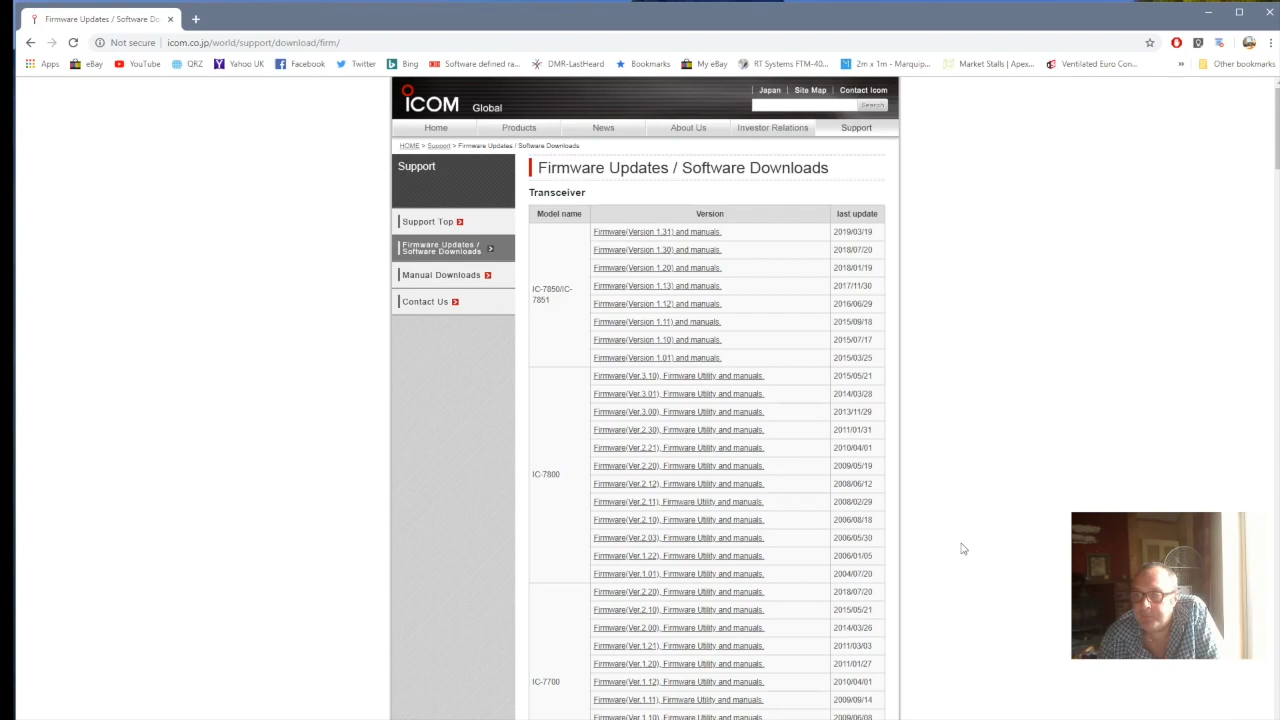 Firmware Updates / Software Do
Not secure
icom.co.jp/world/support/download/firm/
Apps eBay YouTube QRZ Yahoo UK Facebook Twitter Bing Software defined ra... DMR-LastHeard Bookmarks My eBay RT Systems FTM-40... 2m x 1m - Marquip... Market Stalls | Apex... Ventilated Euro Con... » Other bookmarks
ICOM Global
Japan Site Map Contact Icom
Search
Home Products News About Us Investor Relations Support
HOME > Support > Firmware Updates / Software Downloads
Support
Support Top
Firmware Updates /
Software Downloads
Manual Downloads
Contact Us
Firmware Updates / Software Downloads
Transceiver
Model name Version last update
IC-7850/IC-
7851
Firmware(Version 1.31) and manuals. 2019/03/19
Firmware(Version 1.30) and manuals. 2018/07/20
Firmware(Version 1.20) and manuals. 2018/01/19
Firmware(Version 1.13) and manuals. 2017/11/30
Firmware(Version 1.12) and manuals. 2016/06/29
Firmware(Version 1.11) and manuals. 2015/09/18
Firmware(Version 1.10) and manuals. 2015/07/17
Firmware(Version 1.01) and manuals. 2015/03/25
IC-7800
Firmware(Ver.3.10), Firmware Utility and manuals. 2015/05/21
Firmware(Ver.3.01), Firmware Utility and manuals. 2014/03/28
Firmware(Ver.3.00), Firmware Utility and manuals. 2013/11/29
Firmware(Ver.2.30), Firmware Utility and manuals. 2011/01/31
Firmware(Ver.2.21), Firmware Utility and manuals. 2010/04/01
Firmware(Ver.2.20), Firmware Utility and manuals. 2009/05/19
Firmware(Ver.2.12), Firmware Utility and manuals. 2008/06/12
Firmware(Ver.2.11), Firmware Utility and manuals. 2008/02/29
Firmware(Ver.2.10), Firmware Utility and manuals. 2006/08/18
Firmware(Ver.2.03), Firmware Utility and manuals. 2006/05/30
Firmware(Ver.1.22), Firmware Utility and manuals. 2006/01/05
Firmware(Ver.1.01), Firmware Utility and manuals. 2004/07/20
IC-7700
Firmware(Ver.2.20), Firmware Utility and manuals. 2018/07/20
Firmware(Ver.2.10), Firmware Utility and manuals. 2015/05/21
Firmware(Ver.2.00), Firmware Utility and manuals. 2014/03/26
Firmware(Ver.1.21), Firmware Utility and manuals. 2011/03/03
Firmware(Ver.1.20), Firmware Utility and manuals. 2011/01/27
Firmware(Ver.1.12), Firmware Utility and manuals. 2010/04/01
Firmware(Ver.1.11), Firmware Utility and manuals. 2009/09/14
Firmware(Ver.1.10), Firmware Utility and manuals. 2009/06/08